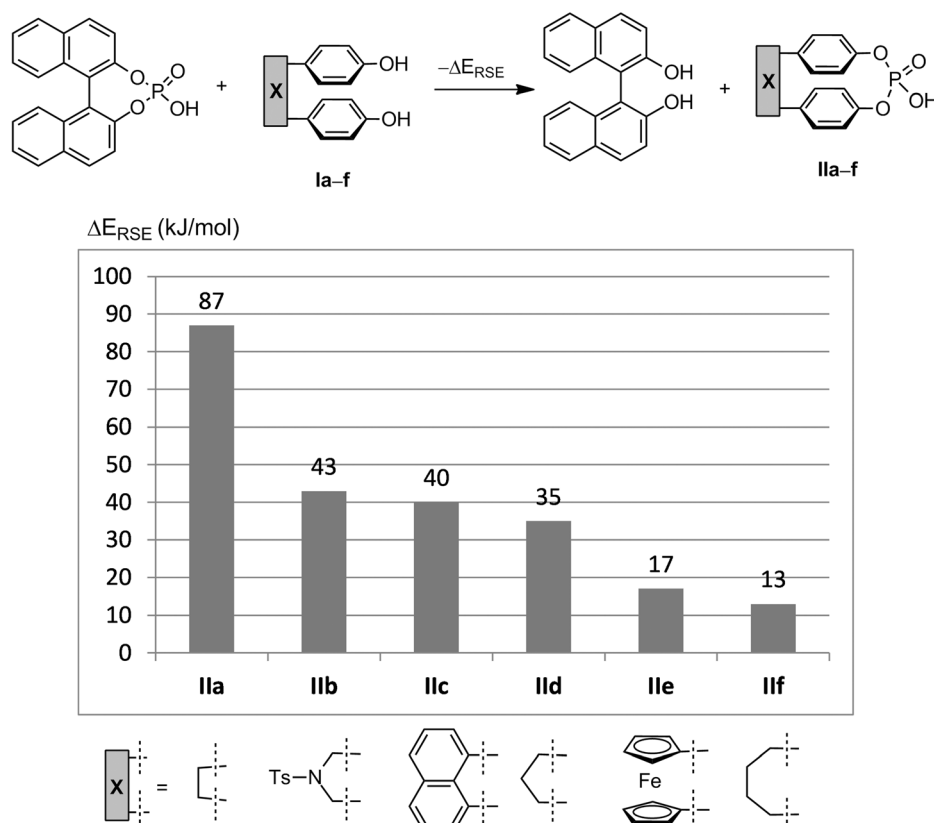 O
O
P
O
OH
+
X
OH
OH
–ΔE_RSE
OH
OH
+
X
O
O
P
O
OH
Ia–f
IIa–f
ΔE_RSE (kJ/mol)
100
90
80
70
60
50
40
30
20
10
0
87
43
40
35
17
13
IIa
IIb
IIc
IId
IIe
IIf
X
=
Ts
N
Fe